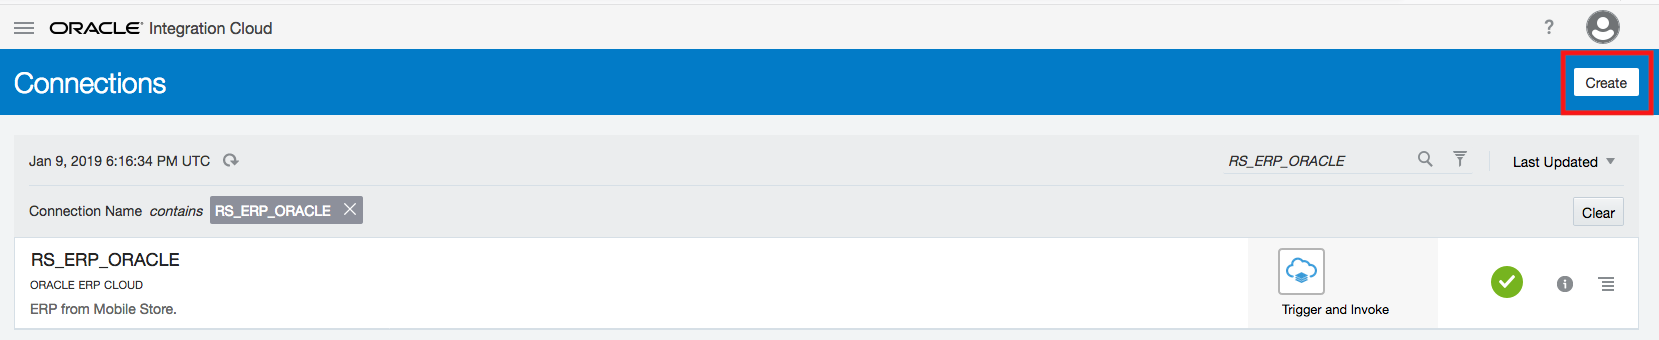 ORACLE® Integration Cloud ?
Connections Create
Jan 9, 2019 6:16:34 PM UTC RS_ERP_ORACLE Last Updated
Connection Name contains RS_ERP_ORACLE Clear
RS_ERP_ORACLE
ORACLE ERP CLOUD
ERP from Mobile Store.
Trigger and Invoke